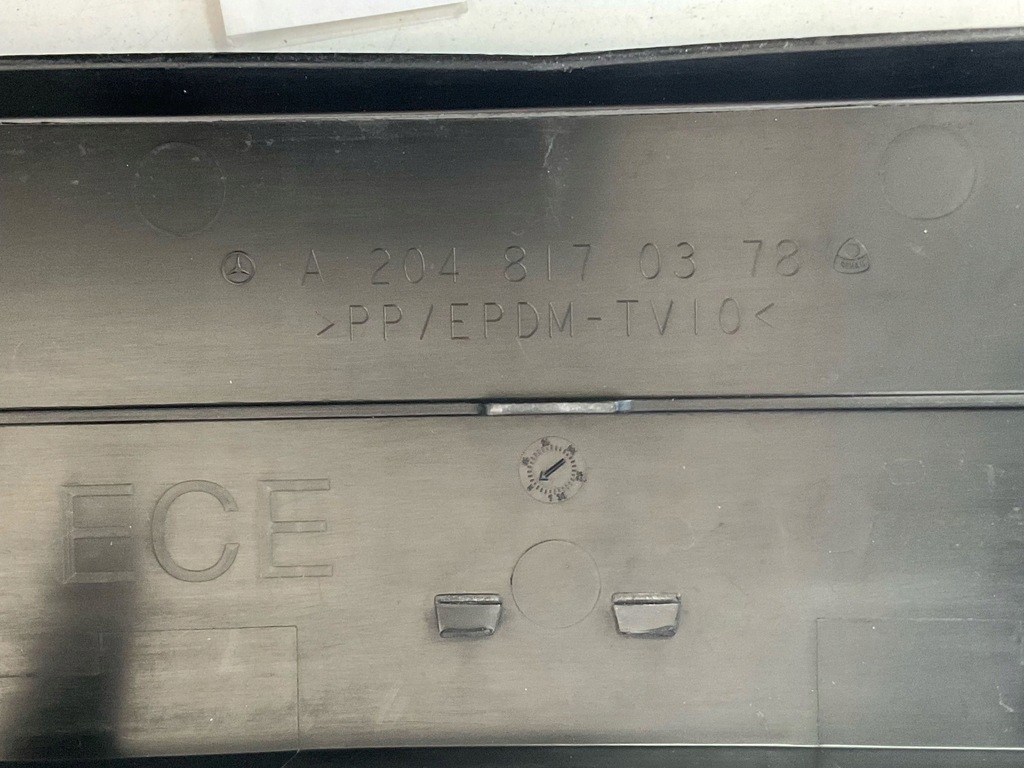 A 204 817 03 78
>PP/EPDM-TV10<
ECE